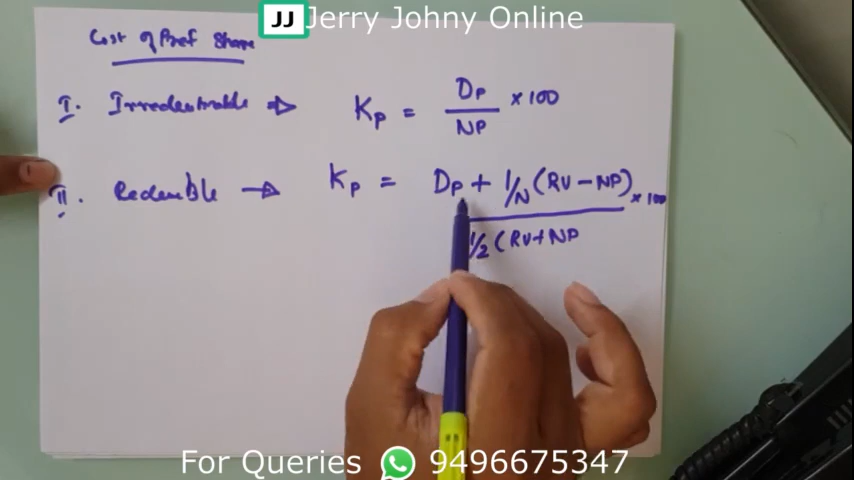 JJ Jerry Johny Online
Cost of Pref Share
I. Irredeemable ⇒ Kp = Dp / NP × 100
II. Redeemable → Kp = Dp + 1/N (RV - NP) × 100
1/2 (RV + NP
For Queries 9496675347